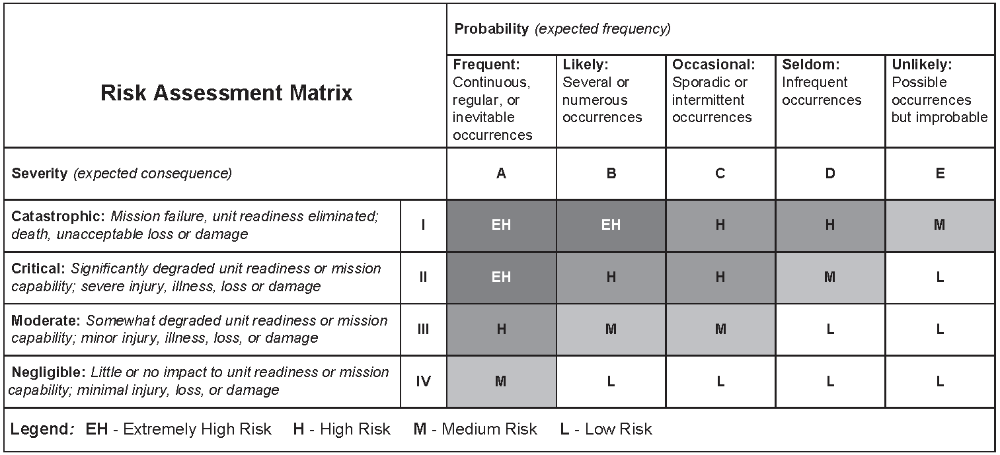 Risk Assessment Matrix
Probability (expected frequency)
Frequent:
Continuous,
regular, or
inevitable
occurrences
Likely:
Several or
numerous
occurrences
Occasional:
Sporadic or
intermittent
occurrences
Seldom:
Infrequent
occurrences
Unlikely:
Possible
occurrences
but improbable
Severity (expected consequence)
A
B
C
D
E
Catastrophic: Mission failure, unit readiness eliminated;
death, unacceptable loss or damage
I
EH
EH
H
H
M
Critical: Significantly degraded unit readiness or mission
capability; severe injury, illness, loss or damage
II
EH
H
H
M
L
Moderate: Somewhat degraded unit readiness or mission
capability; minor injury, illness, loss, or damage
III
H
M
M
L
L
Negligible: Little or no impact to unit readiness or mission
capability; minimal injury, loss, or damage
IV
M
L
L
L
L
Legend: EH - Extremely High Risk H - High Risk M - Medium Risk L - Low Risk